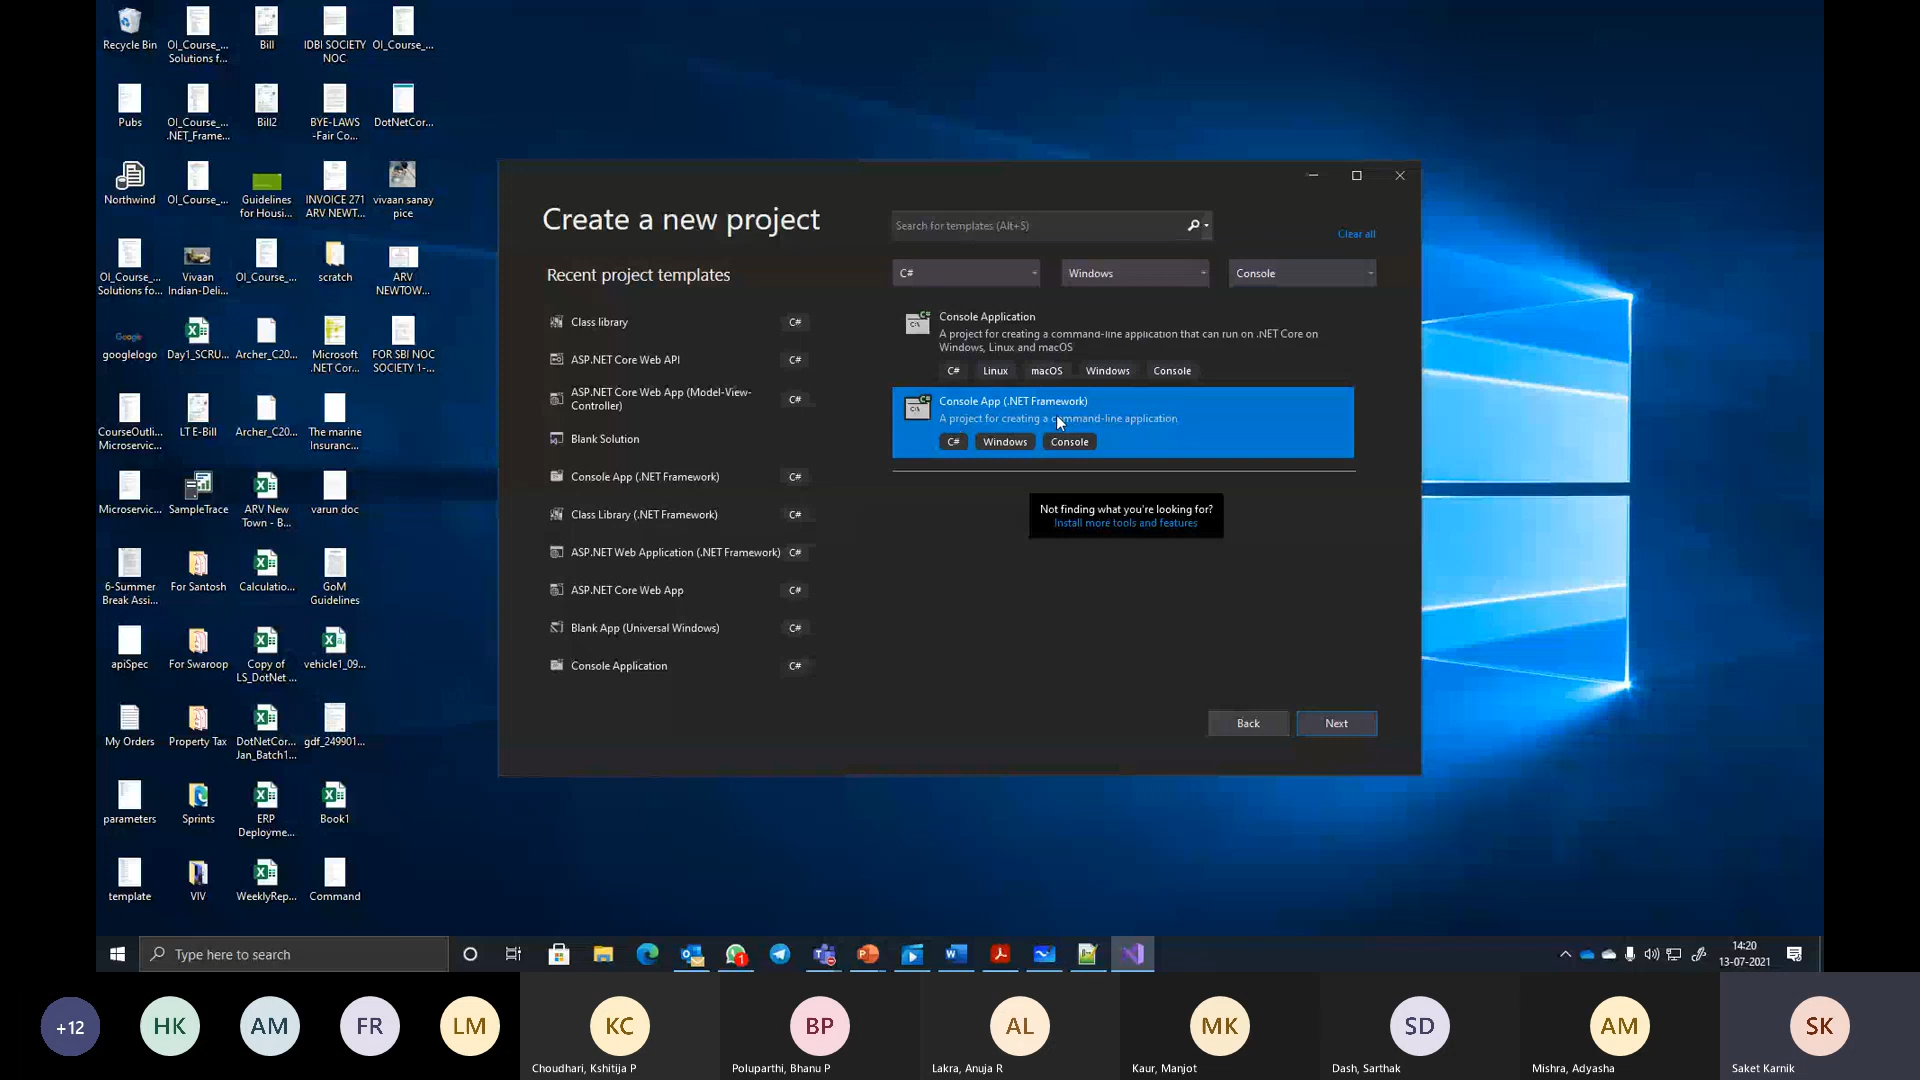 Recycle Bin
OI_Course_...
Solutions f...
Bill
IDBI SOCIETY
NOC
OI_Course_...
Pubs
OI_Course_...
.NET_Frame...
Bill2
BYE-LAWS
-Fair Co...
DotNetCor...
Northwind
OI_Course_...
Guidelines
for Housi...
INVOICE 271
ARV NEWT...
vivaan sanay
pice
OI_Course_...
Solutions fo...
Vivaan
Indian-Deli...
OI_Course_...
scratch
ARV
NEWTOW...
Google
googlelogo
Day1_SCRU...
Archer_C20...
Microsoft
.NET Cor...
FOR SBI NOC
SOCIETY 1-...
CourseOutli...
Microservic...
LT E-Bill
Archer_C20...
The marine
Insuranc...
Microservic...
SampleTrace
ARV New
Town - B...
varun doc
6-Summer
Break Assi...
For Santosh
Calculatio...
GoM
Guidelines
apiSpec
For Swaroop
Copy of
LS_DotNet ...
vehicle1_09...
My Orders
Property Tax
DotNetCor...
Jan_Batch1...
gdf_249901...
parameters
Sprints
ERP
Deployme...
Book1
template
VIV
WeeklyRep...
Command
Create a new project
Search for templates (Alt+S)
Clear all
C#
Windows
Console
Recent project templates
Class library C#
ASP.NET Core Web API C#
ASP.NET Core Web App (Model-View-
Controller) C#
Blank Solution
Console App (.NET Framework) C#
Class Library (.NET Framework) C#
ASP.NET Web Application (.NET Framework) C#
ASP.NET Core Web App C#
Blank App (Universal Windows) C#
Console Application C#
Console Application
A project for creating a command-line application that can run on .NET Core on
Windows, Linux and macOS
C# Linux macOS Windows Console
Console App (.NET Framework)
A project for creating a command-line application
C# Windows Console
Not finding what you're looking for?
Install more tools and features
Back
Next
Type here to search
1
14:20
13-07-2021
+12
HK
AM
FR
LM
KC
BP
AL
MK
SD
AM
SK
Choudhari, Kshitija P
Poluparthi, Bhanu P
Lakra, Anuja R
Kaur, Manjot
Dash, Sarthak
Mishra, Adyasha
Saket Karnik